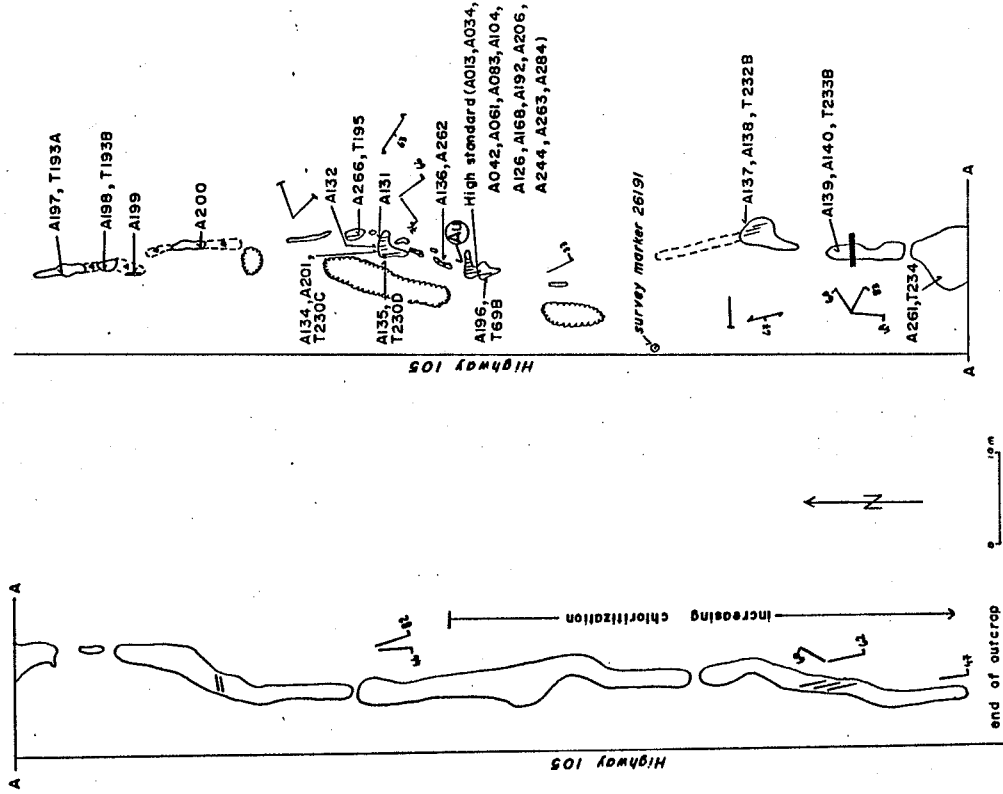 A197, T193A
A198, T193B
A199
A200
A132
A266, T195
A131
A134, A201,
T230C
A135,
T230D
A136, A262
Au
High standard (A013, A034,
A042, A061, A083, A104,
A126, A168, A192, A206,
A244, A263, A284)
A196,
T69B
survey marker 26191
Highway 105
A137, A138, T232B
A139, A140, T233B
A261, T234
A
A
A
A
Highway 105
increasing chloritization
N
0
10m
47
end of outcrop